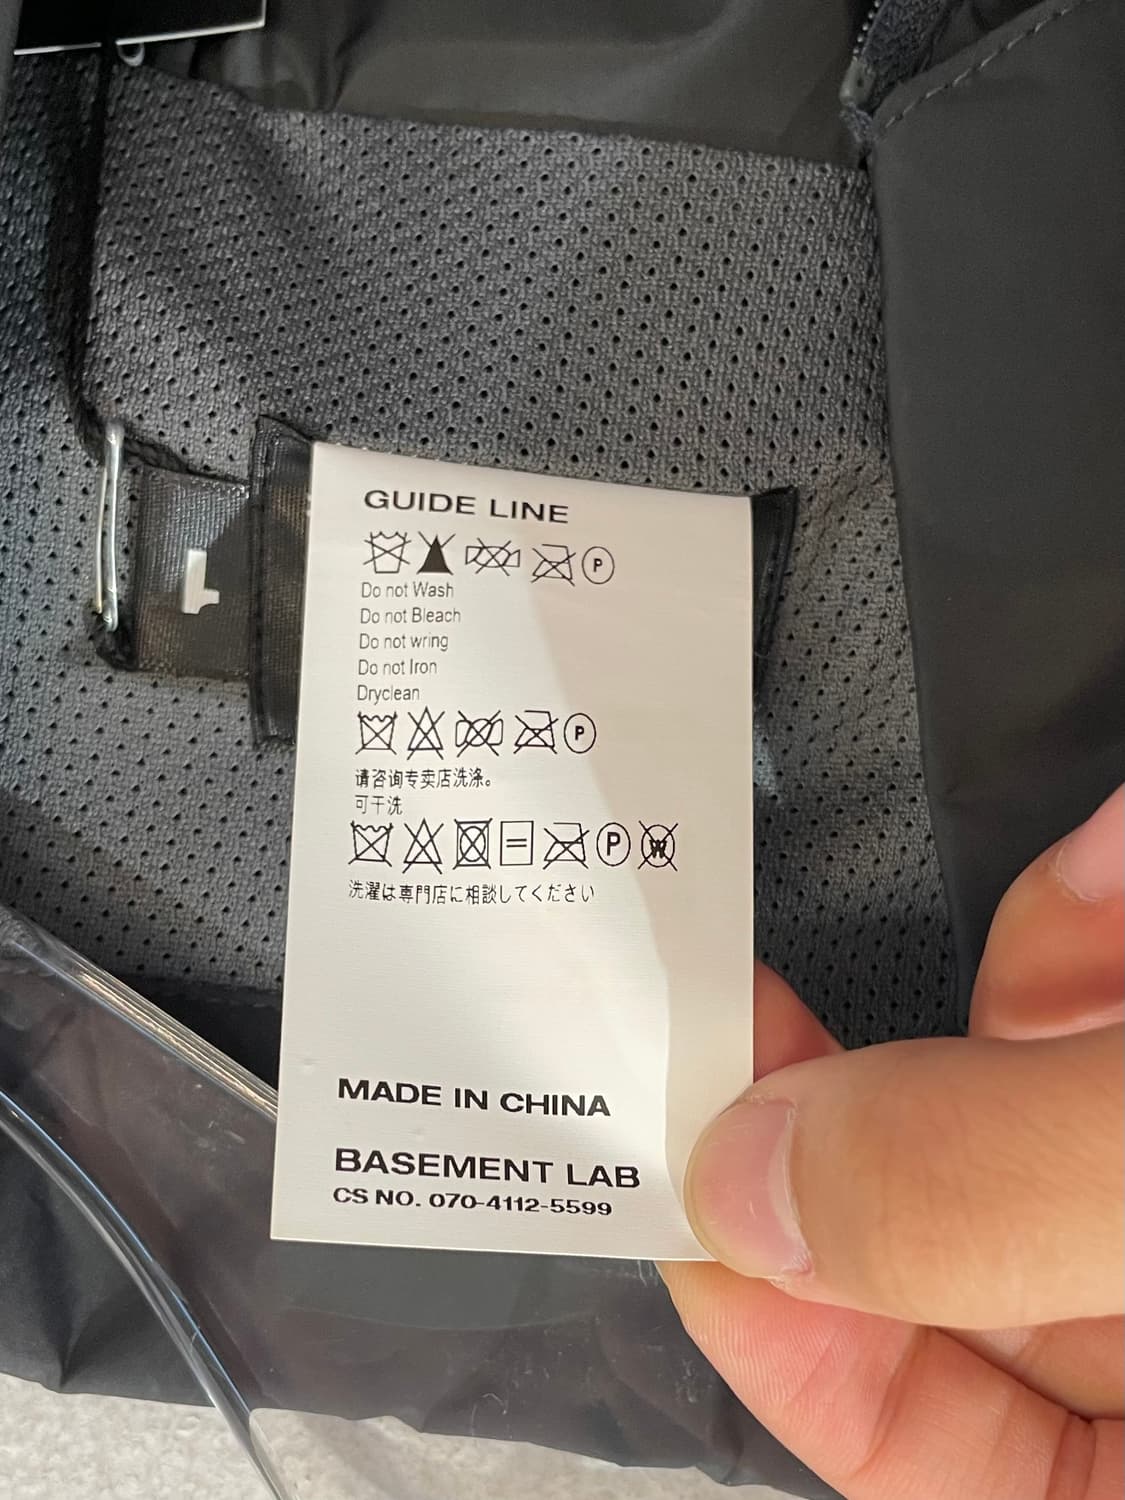 1
GUIDE LINE
P
Do not Wash
Do not Bleach
Do not wring
Do not Iron
Dryclean
P
请咨询专卖店洗涤。
可干洗
P W
洗濯は専門店に相談してください
MADE IN CHINA
BASEMENT LAB
CS NO. 070-4112-5599